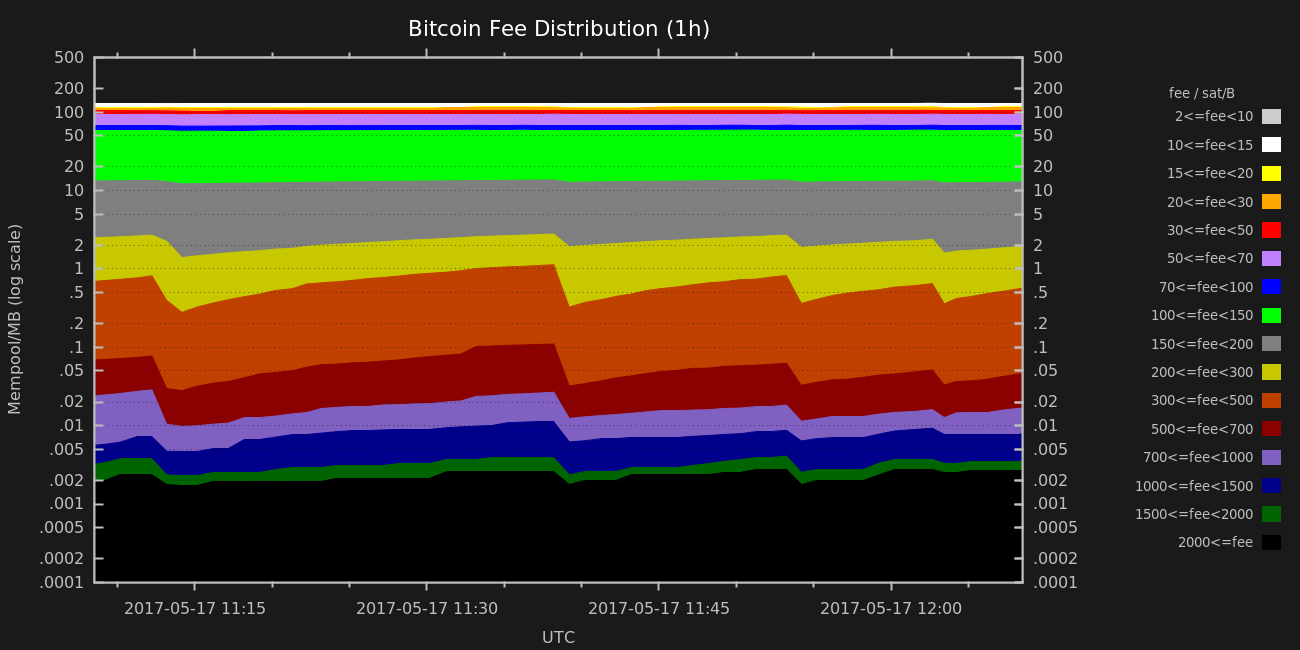 Bitcoin Fee Distribution (1h)
Mempool/MB (log scale)
500
200
100
50
20
10
5
2
1
.5
.2
.1
.05
.02
.01
.005
.002
.001
.0005
.0002
.0001
500
200
100
50
20
10
5
2
1
.5
.2
.1
.05
.02
.01
.005
.002
.001
.0005
.0002
.0001
fee / sat/B
2<=fee<10
10<=fee<15
15<=fee<20
20<=fee<30
30<=fee<50
50<=fee<70
70<=fee<100
100<=fee<150
150<=fee<200
200<=fee<300
300<=fee<500
500<=fee<700
700<=fee<1000
1000<=fee<1500
1500<=fee<2000
2000<=fee
2017-05-17 11:15 2017-05-17 11:30 2017-05-17 11:45 2017-05-17 12:00
UTC